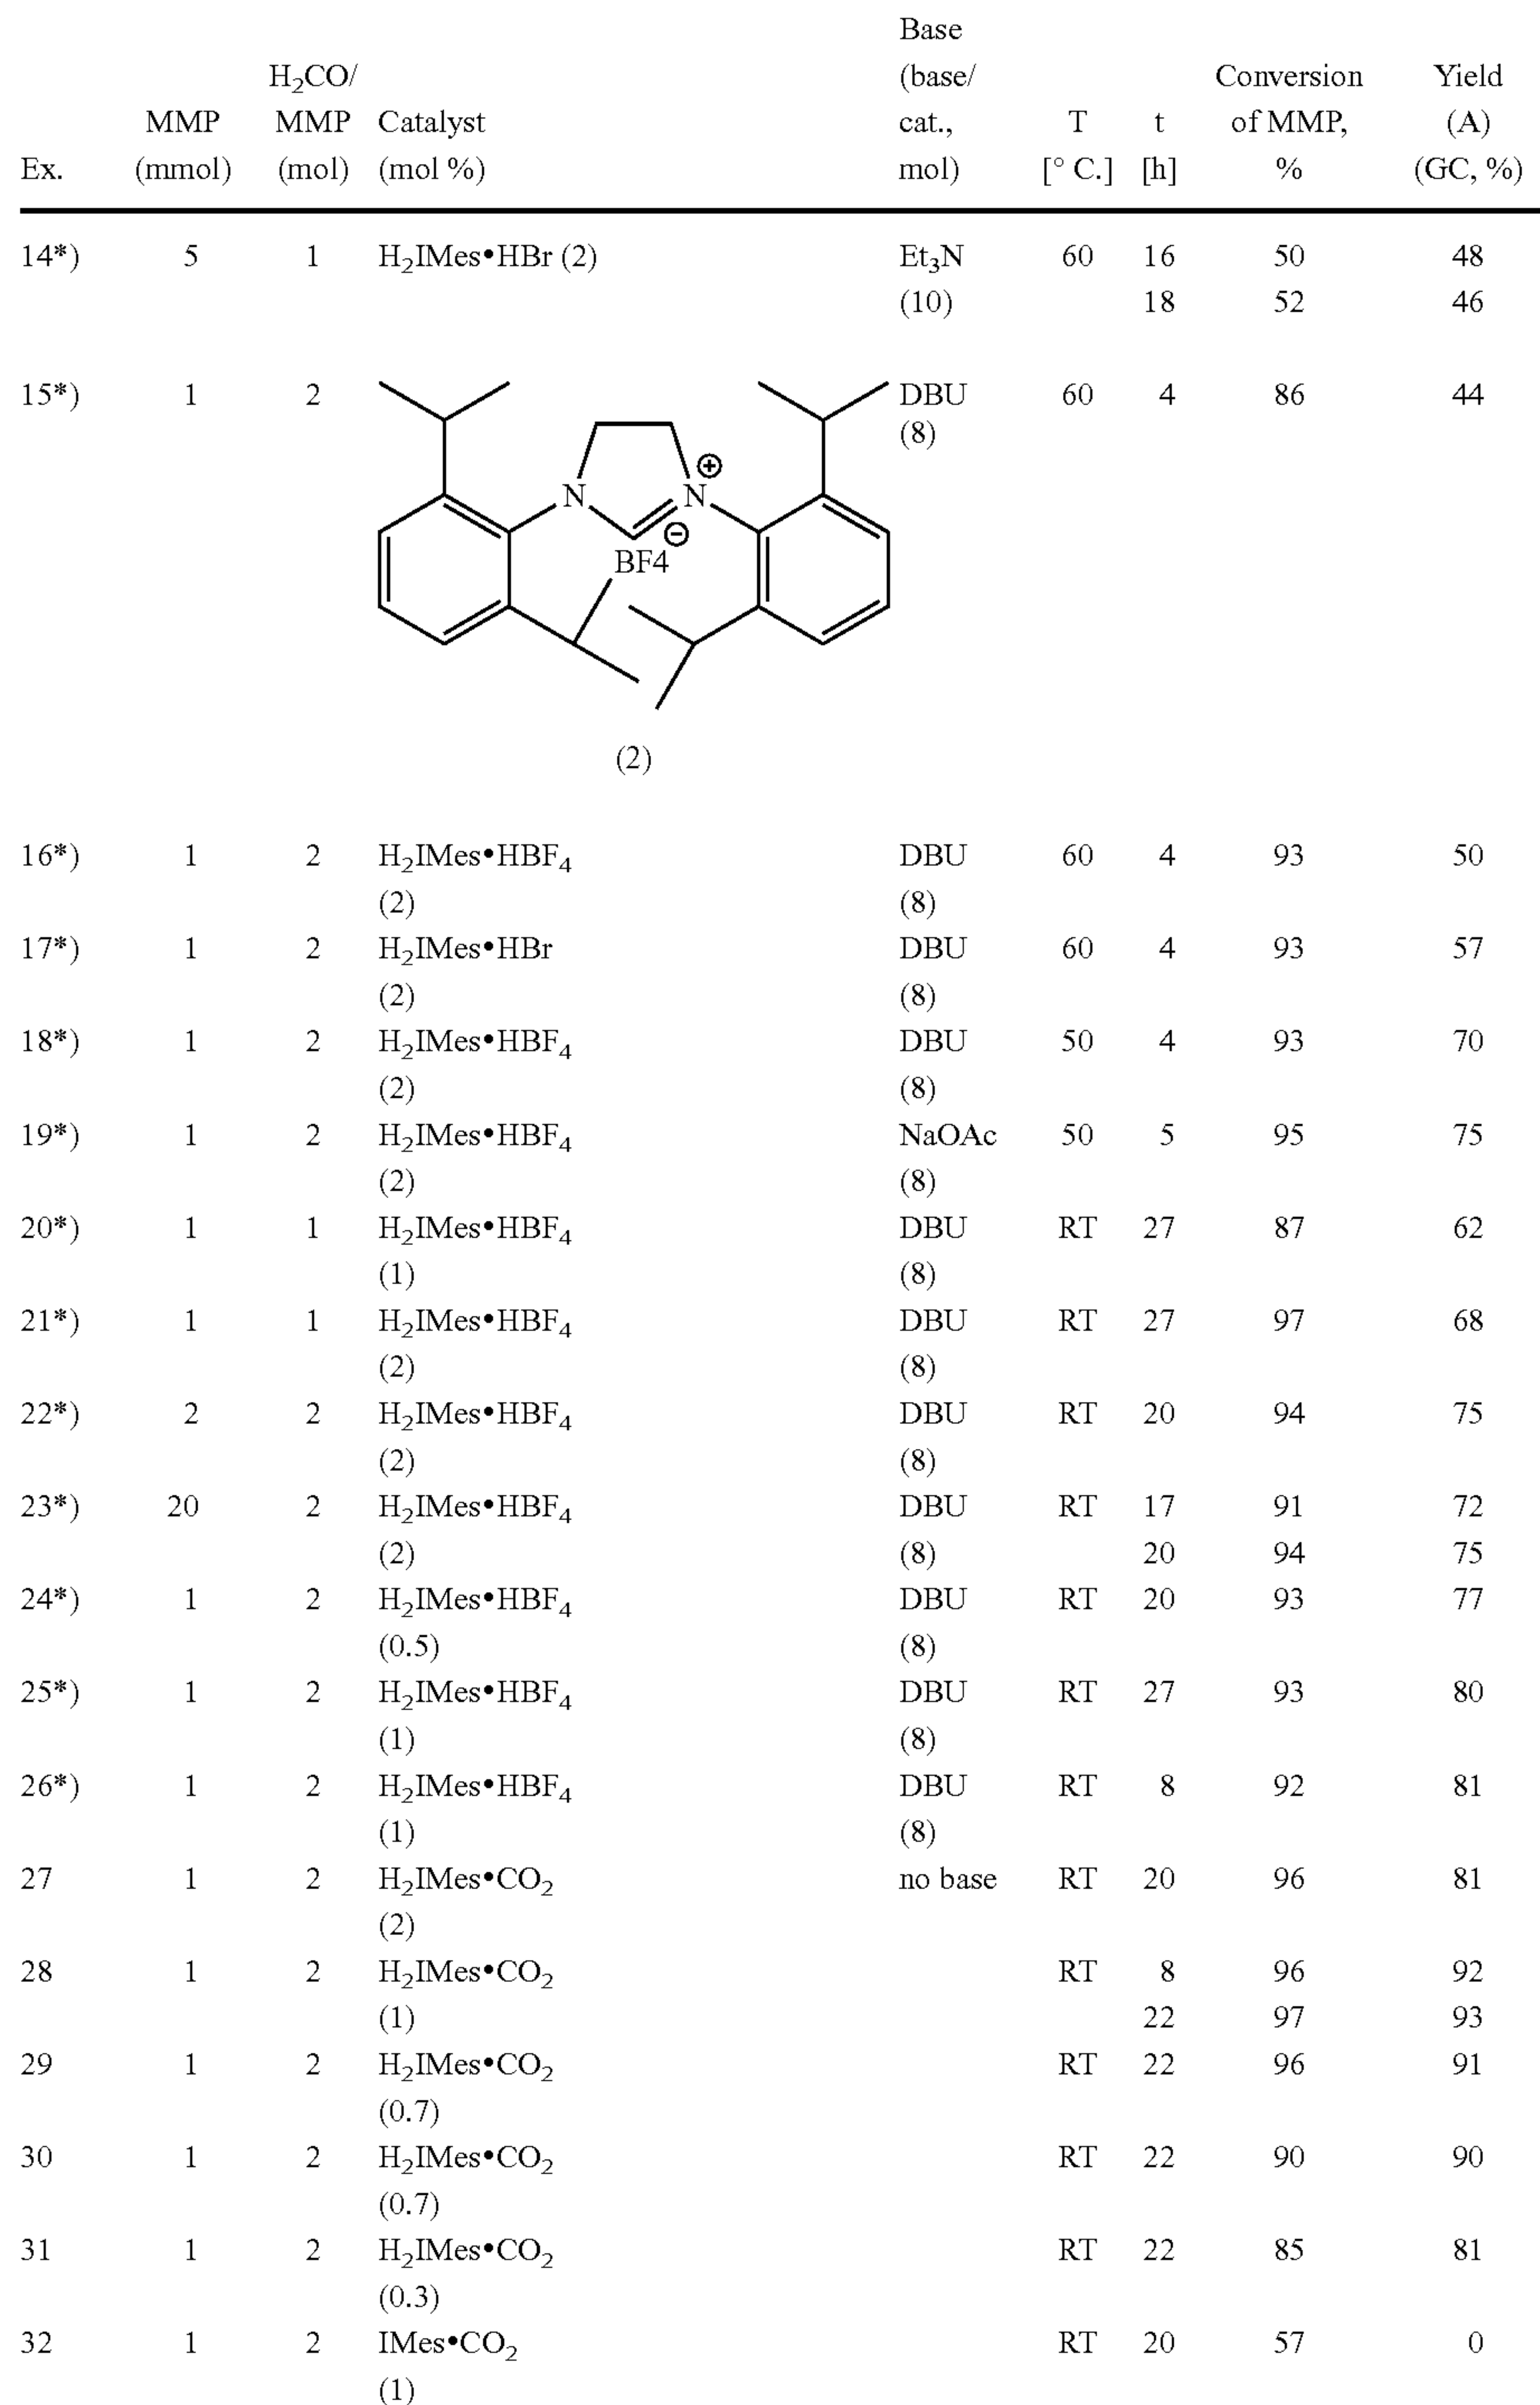 Base
H₂CO/ (base/ Conversion Yield
MMP MMP Catalyst cat., T t of MMP, (A)
Ex. (mmol) (mol) (mol %) mol) [° C.] [h] % (GC, %)
14*) 5 1 H₂IMes•HBr (2) Et₃N 60 16 50 48
(10) 18 52 46
15*) 1 2 DBU 60 4 86 44
(8)
⊕
N N
⊖
BF4
(2)
16*) 1 2 H₂IMes•HBF₄ DBU 60 4 93 50
(2) (8)
17*) 1 2 H₂IMes•HBr DBU 60 4 93 57
(2) (8)
18*) 1 2 H₂IMes•HBF₄ DBU 50 4 93 70
(2) (8)
19*) 1 2 H₂IMes•HBF₄ NaOAc 50 5 95 75
(2) (8)
20*) 1 1 H₂IMes•HBF₄ DBU RT 27 87 62
(1) (8)
21*) 1 1 H₂IMes•HBF₄ DBU RT 27 97 68
(2) (8)
22*) 2 2 H₂IMes•HBF₄ DBU RT 20 94 75
(2) (8)
23*) 20 2 H₂IMes•HBF₄ DBU RT 17 91 72
(2) (8) 20 94 75
24*) 1 2 H₂IMes•HBF₄ DBU RT 20 93 77
(0.5) (8)
25*) 1 2 H₂IMes•HBF₄ DBU RT 27 93 80
(1) (8)
26*) 1 2 H₂IMes•HBF₄ DBU RT 8 92 81
(1) (8)
27 1 2 H₂IMes•CO₂ no base RT 20 96 81
(2)
28 1 2 H₂IMes•CO₂ RT 8 96 92
(1) 22 97 93
29 1 2 H₂IMes•CO₂ RT 22 96 91
(0.7)
30 1 2 H₂IMes•CO₂ RT 22 90 90
(0.7)
31 1 2 H₂IMes•CO₂ RT 22 85 81
(0.3)
32 1 2 IMes•CO₂ RT 20 57 0
(1)